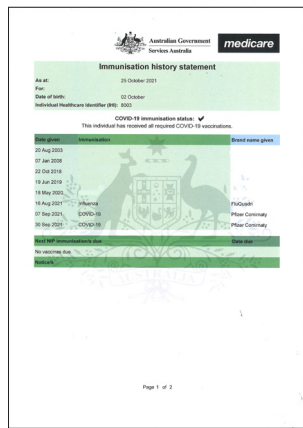 Australian Government
Services Australia
medicare
Immunisation history statement
As at: 25 October 2021
For:
Date of birth: 02 October
Individual Healthcare Identifier (IHI): 8003
COVID-19 immunisation status: ✔
This individual has received all required COVID-19 vaccinations.
Date given Immunisation Brand name given
20 Aug 2003
07 Jan 2008
22 Oct 2018
19 Jun 2019
18 May 2020
16 Aug 2021 Influenza FluQuadri
07 Sep 2021 COVID-19 Pfizer Comirnaty
30 Sep 2021 COVID-19 Pfizer Comirnaty
Next NIP immunisation/s due Date due
No vaccines due
Notice/s
Page 1 of 2